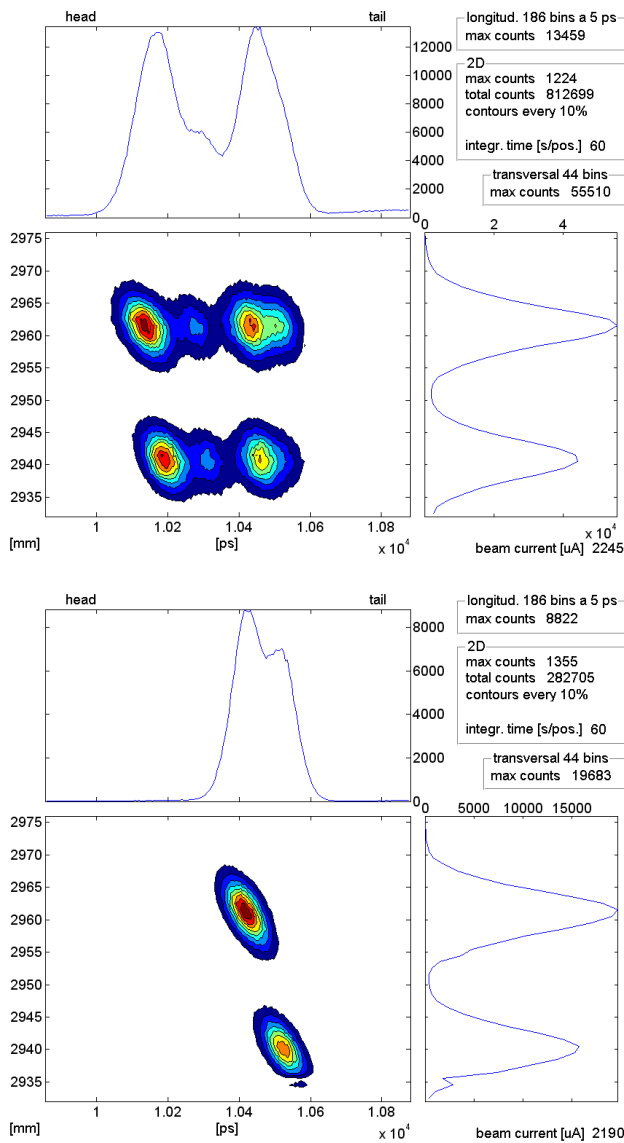 head tail
longitud. 186 bins a 5 ps
max counts 13459
2D
max counts 1224
total counts 812699
contours every 10%
integr. time [s/pos.] 60
transversal 44 bins
max counts 55510
12000
10000
8000
6000
4000
2000
0
0 2 4
x 10^4
2975
2970
2965
2960
2955
2950
2945
2940
2935
1 1.02 1.04 1.06 1.08
[mm] [ps] x 10^4
beam current [uA] 2245
head tail
longitud. 186 bins a 5 ps
max counts 8822
2D
max counts 1355
total counts 282705
contours every 10%
integr. time [s/pos.] 60
transversal 44 bins
max counts 19683
8000
6000
4000
2000
0
0 5000 10000 15000
2975
2970
2965
2960
2955
2950
2945
2940
2935
1 1.02 1.04 1.06 1.08
[mm] [ps] x 10^4
beam current [uA] 2190